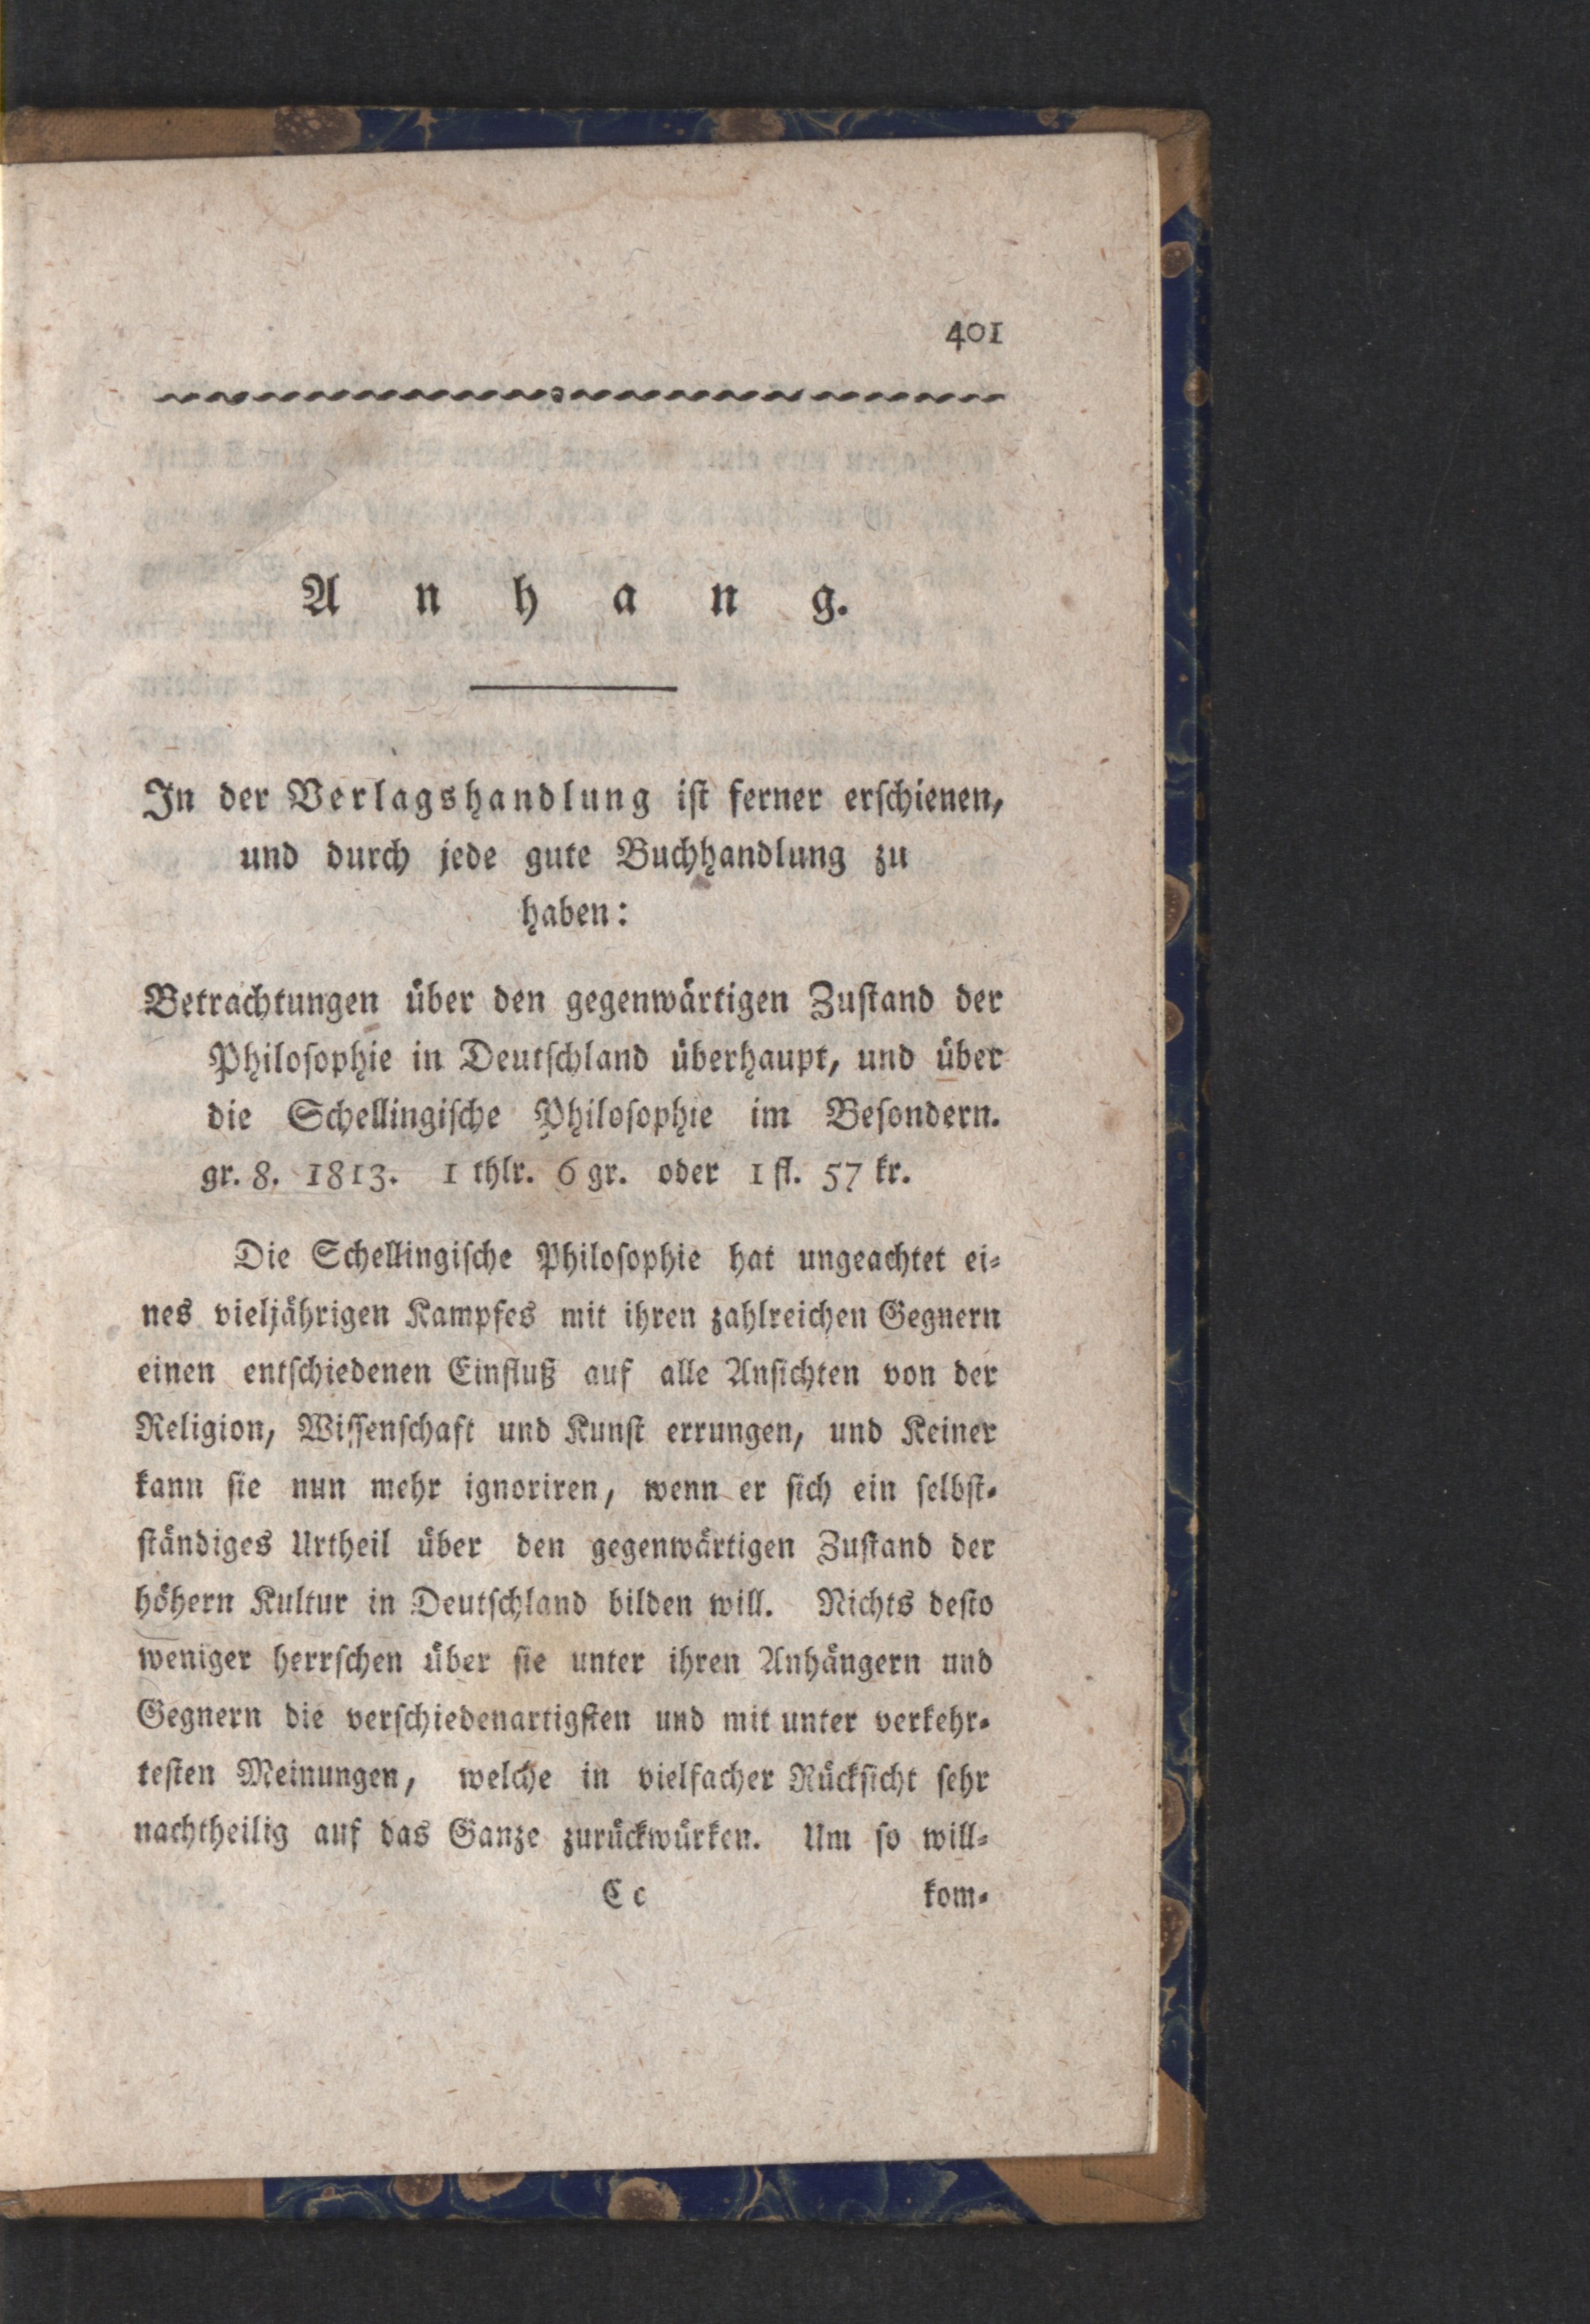 401
Anhang.
In der Verlagshandlung iſt ferner erſchienen,
und durch jede gute Buchhandlung zu
haben:
Betrachtungen über den gegenwärtigen Zuſtand der
Philoſophie in Deutſchland überhaupt, und über
die Schellingiſche Philoſophie im Beſondern.
gr. 8. 1813. 1 thlr. 6 gr. oder 1 fl. 57 kr.
Die Schellingiſche Philoſophie hat ungeachtet ei⸗
nes vieljährigen Kampfes mit ihren zahlreichen Gegnern
einen entſchiedenen Einfluß auf alle Anſichten von der
Religion, Wiſſenſchaft und Kunſt errungen, und Keiner
kann ſie nun mehr ignoriren, wenn er ſich ein ſelbſt⸗
ſtändiges Urtheil über den gegenwärtigen Zuſtand der
höhern Kultur in Deutſchland bilden will. Nichts deſto
weniger herrſchen über ſie unter ihren Anhängern und
Gegnern die verſchiedenartigſten und mit unter verkehr⸗
teſten Meinungen, welche in vielfacher Rückſicht ſehr
nachtheilig auf das Ganze zurückwürken. Um ſo will⸗
Cc kom⸗